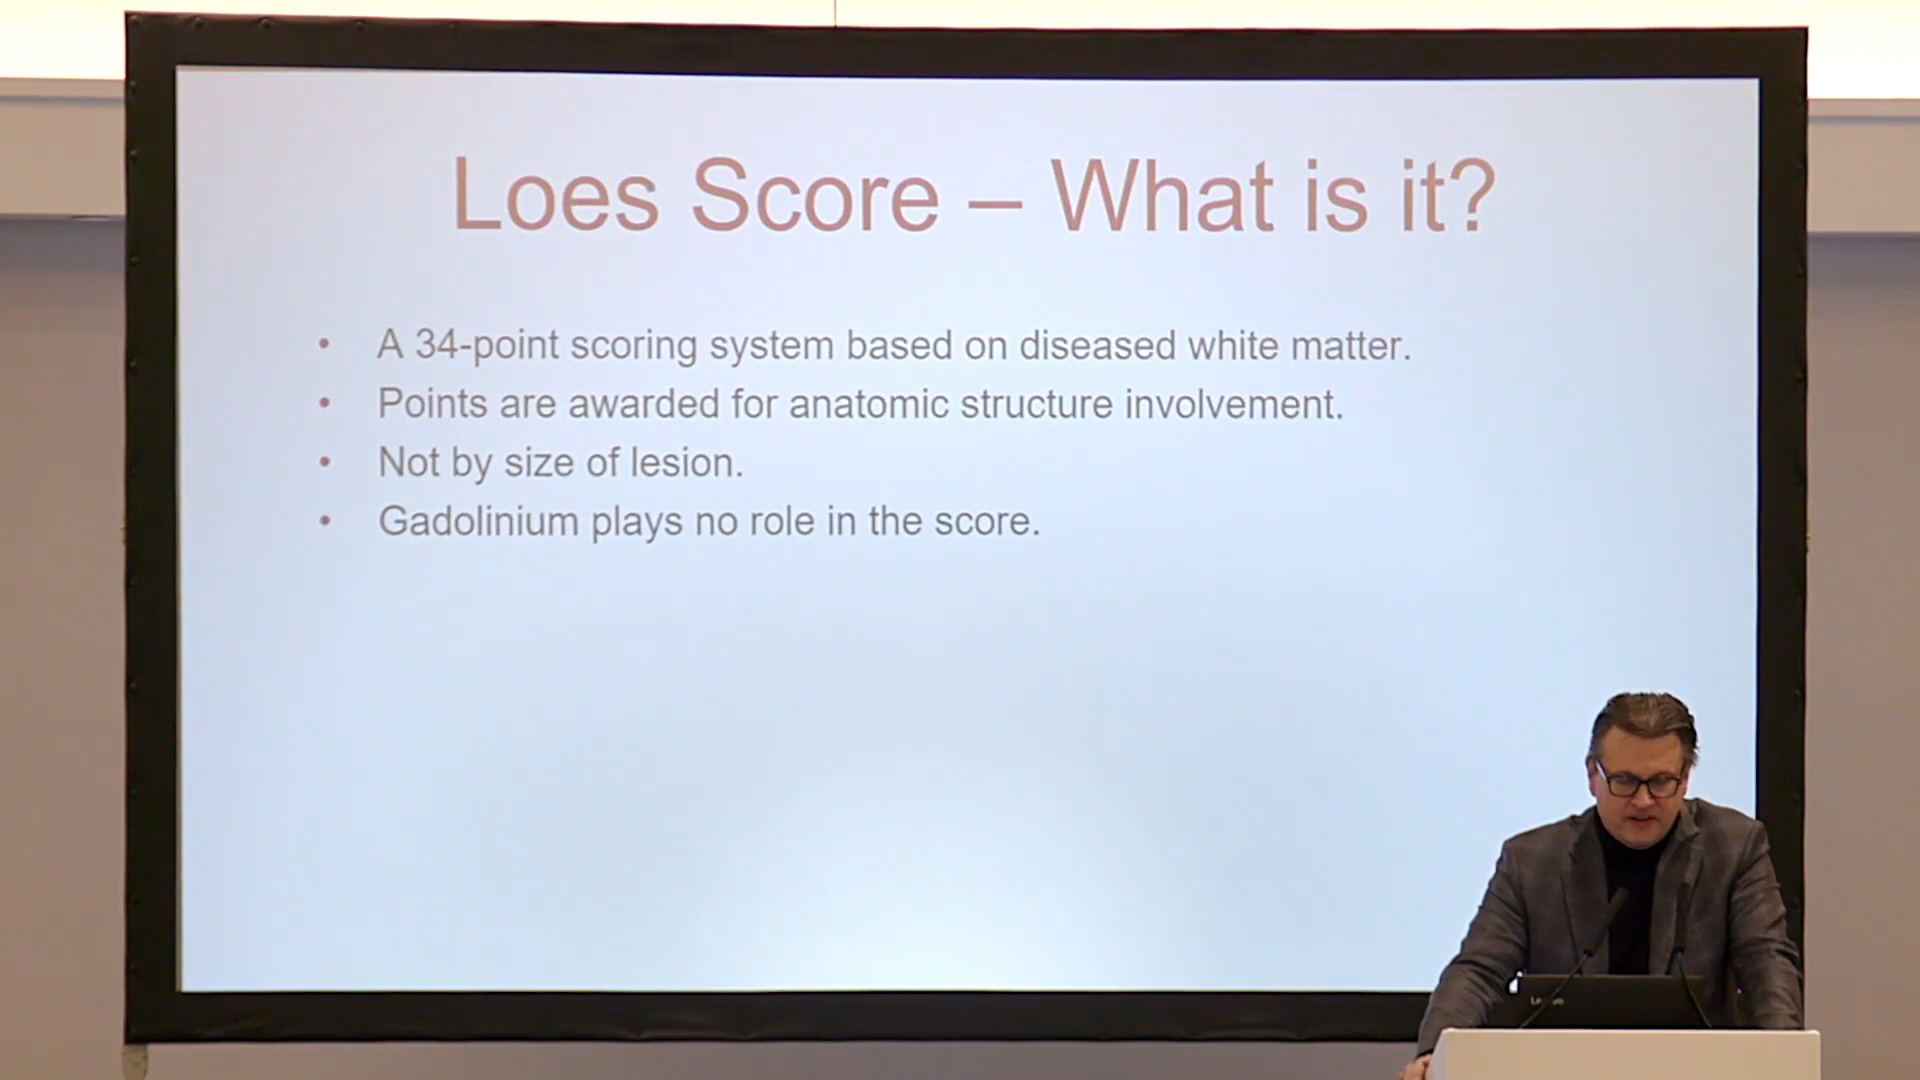 Loes Score – What is it?
• A 34-point scoring system based on diseased white matter.
• Points are awarded for anatomic structure involvement.
• Not by size of lesion.
• Gadolinium plays no role in the score.